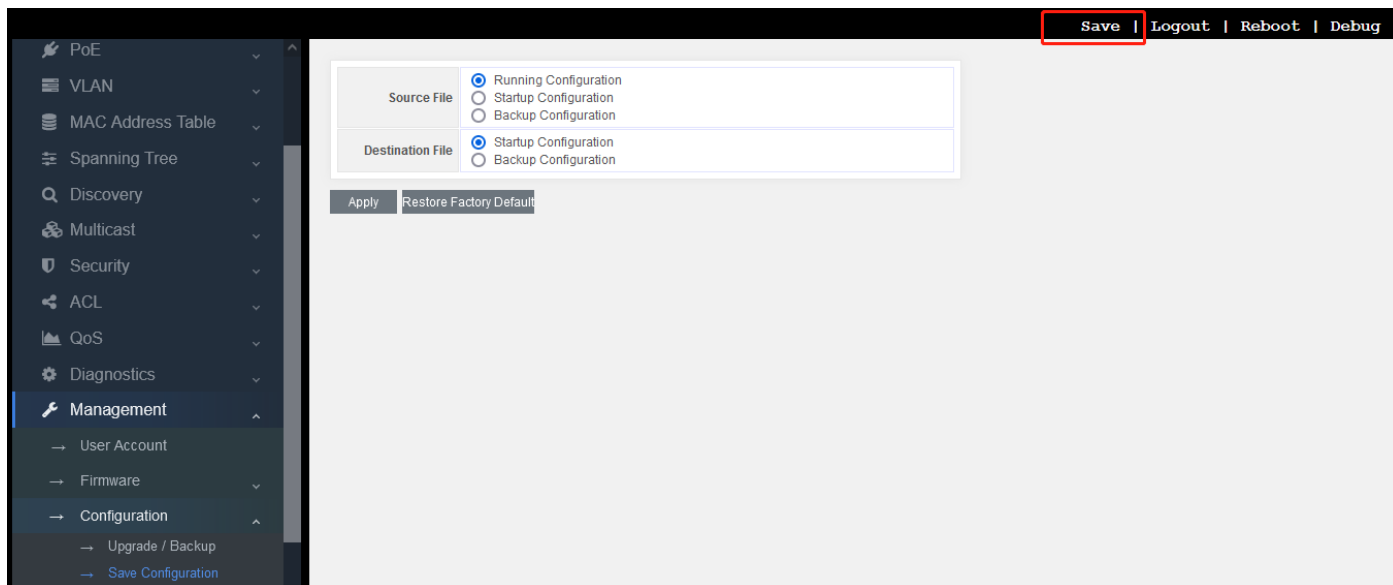 Save | Logout | Reboot | Debug
PoE
VLAN
MAC Address Table
Spanning Tree
Discovery
Multicast
Security
ACL
QoS
Diagnostics
Management
→ User Account
→ Firmware
→ Configuration
→ Upgrade / Backup
→ Save Configuration
Source File
Running Configuration
Startup Configuration
Backup Configuration
Destination File
Startup Configuration
Backup Configuration
Apply Restore Factory Default